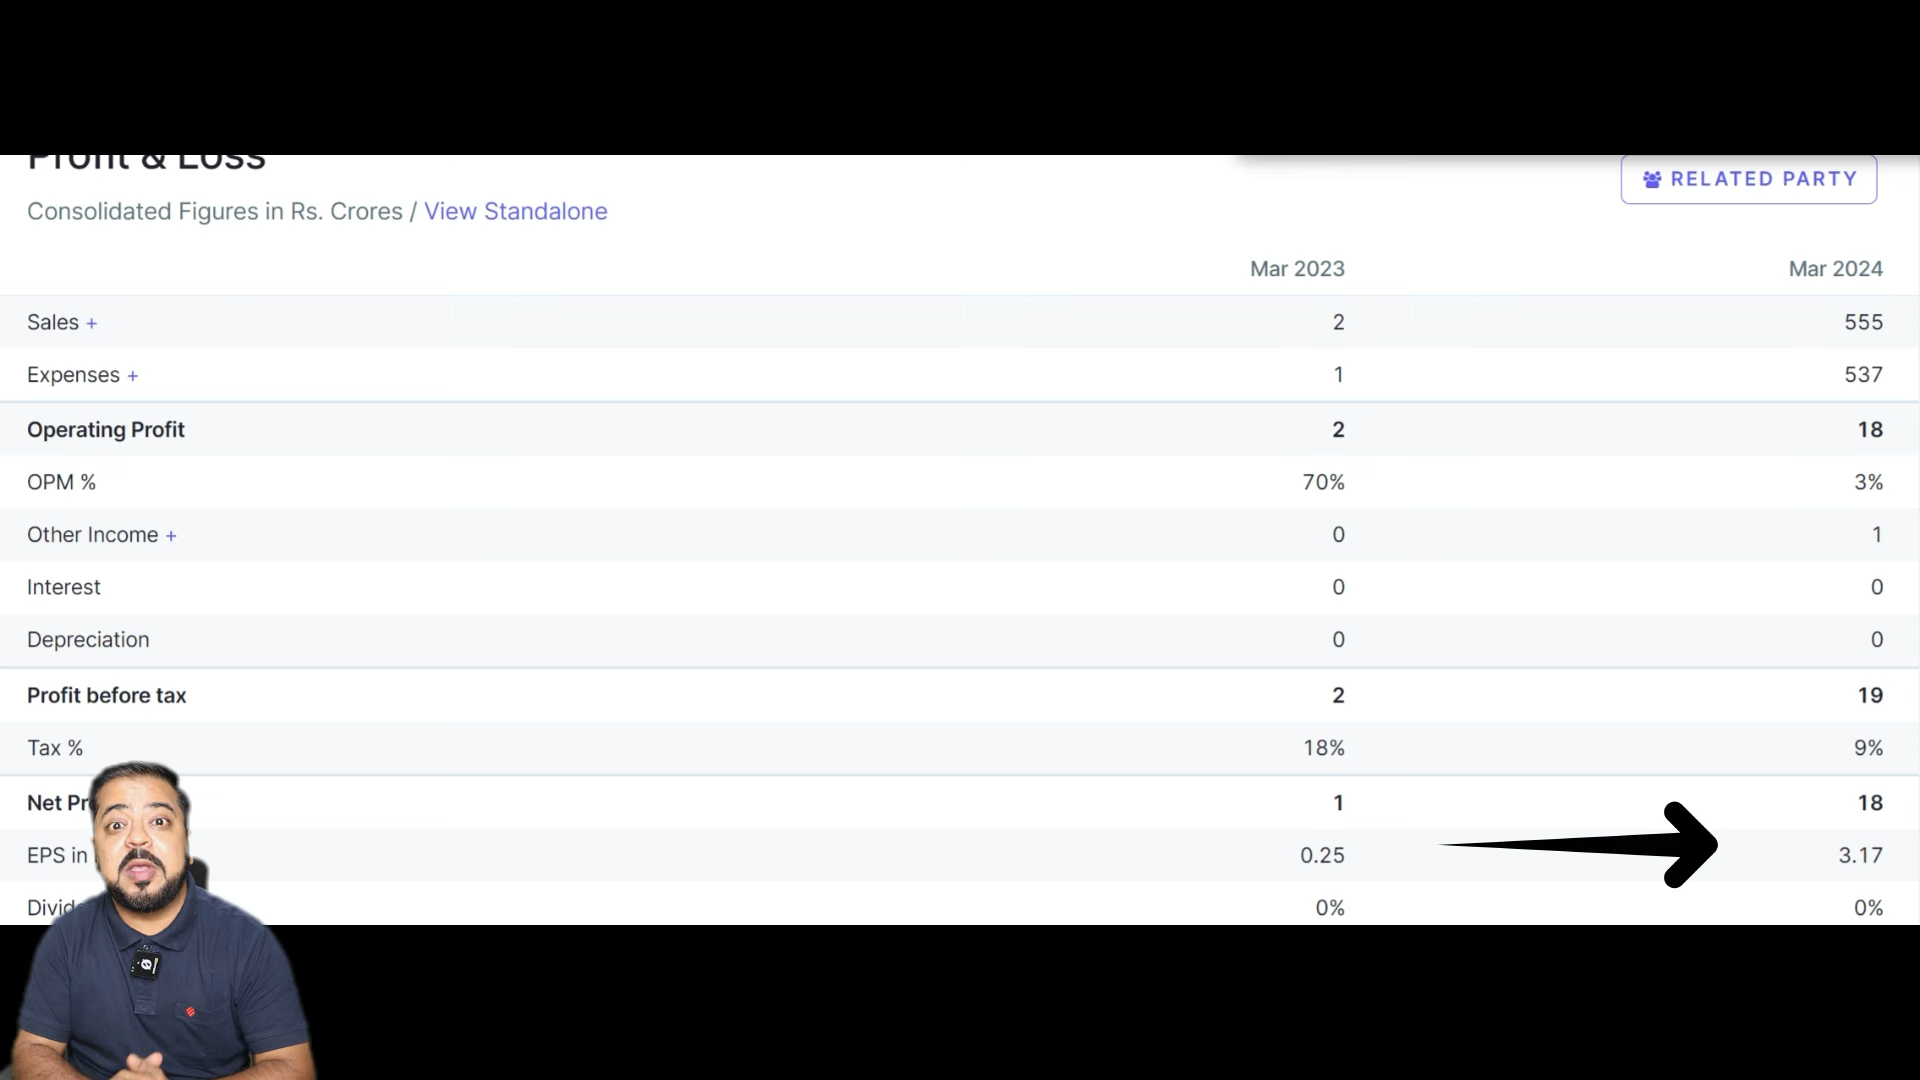 Profit & Loss
Consolidated Figures in Rs. Crores / View Standalone
RELATED PARTY
Mar 2023 Mar 2024
Sales + 2 555
Expenses + 1 537
Operating Profit 2 18
OPM % 70% 3%
Other Income + 0 1
Interest 0 0
Depreciation 0 0
Profit before tax 2 19
Tax % 18% 9%
Net Pr 1 18
EPS in 0.25 3.17
Divid 0% 0%